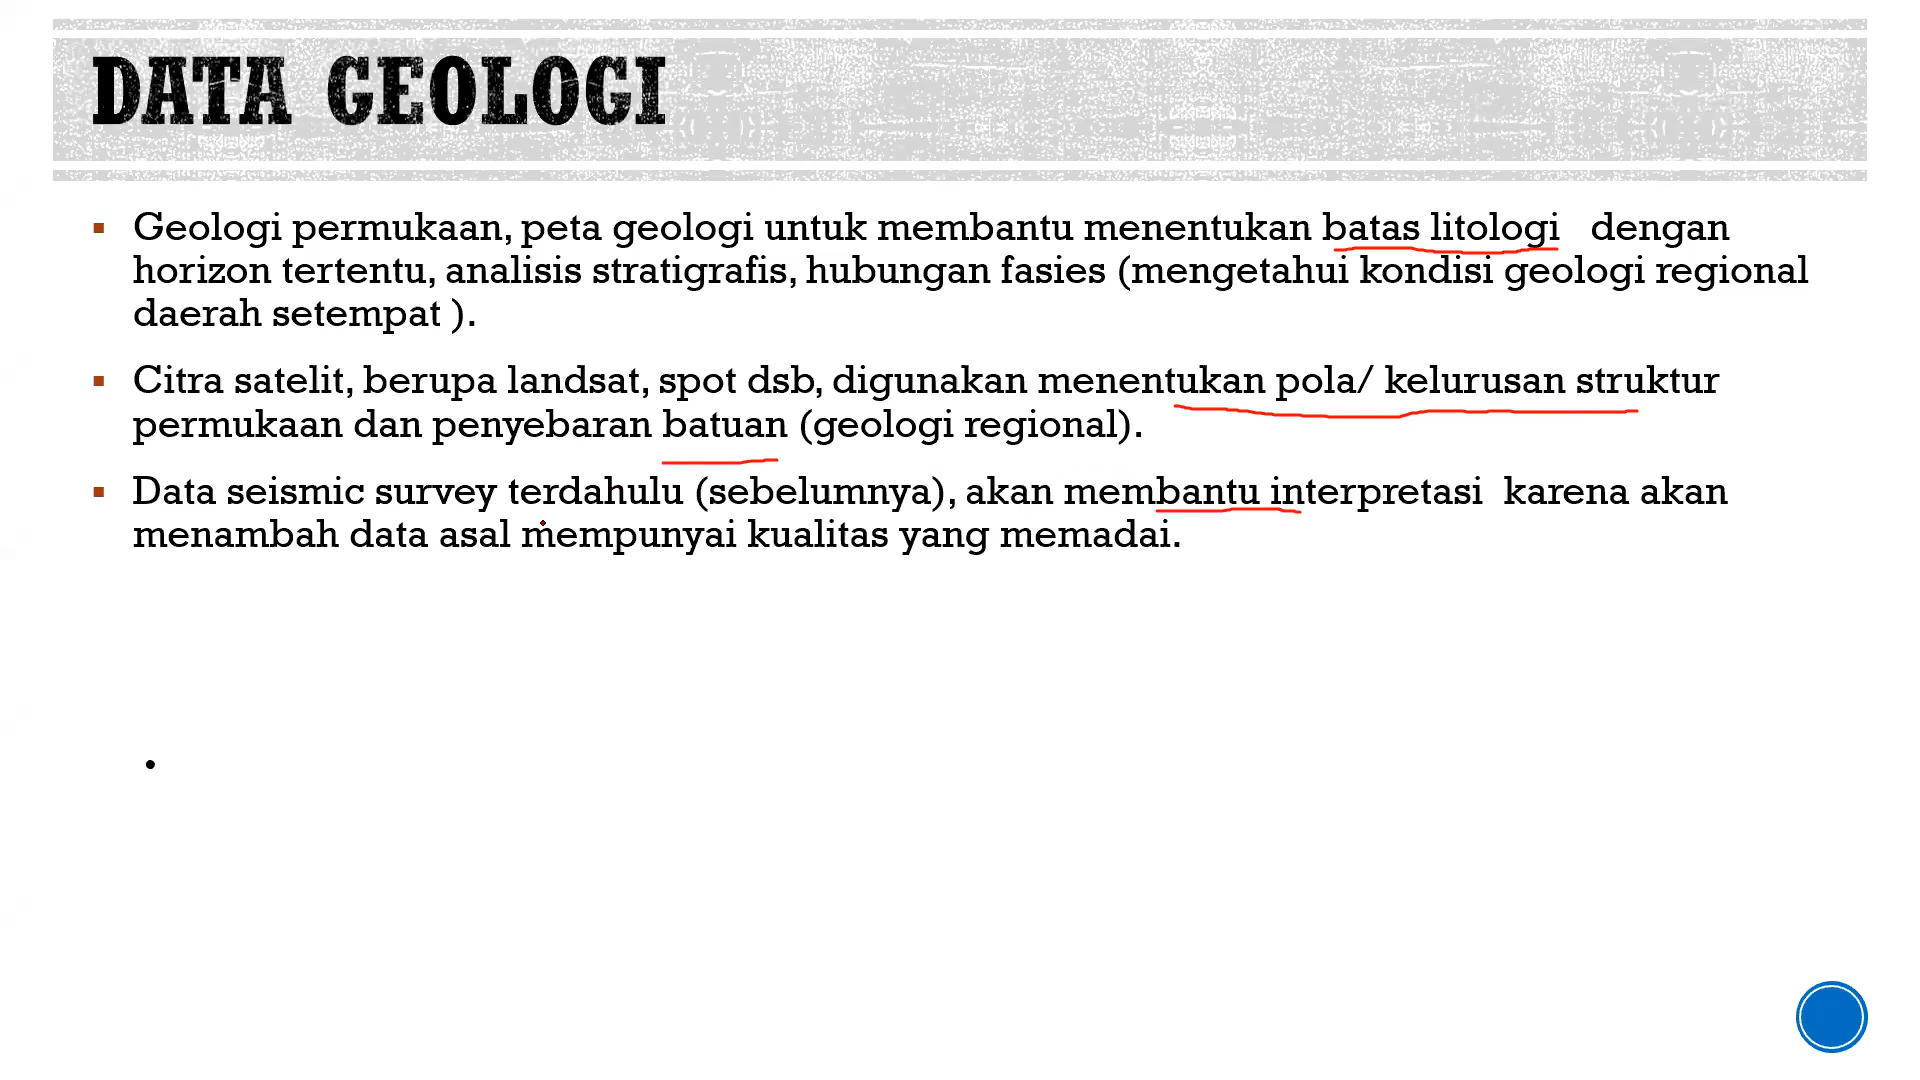 DATA GEOLOGI
▪ Geologi permukaan, peta geologi untuk membantu menentukan batas litologi dengan
horizon tertentu, analisis stratigrafis, hubungan fasies (mengetahui kondisi geologi regional
daerah setempat ).
▪ Citra satelit, berupa landsat, spot dsb, digunakan menentukan pola/ kelurusan struktur
permukaan dan penyebaran batuan (geologi regional).
▪ Data seismic survey terdahulu (sebelumnya), akan membantu interpretasi karena akan
menambah data asal mempunyai kualitas yang memadai.
•